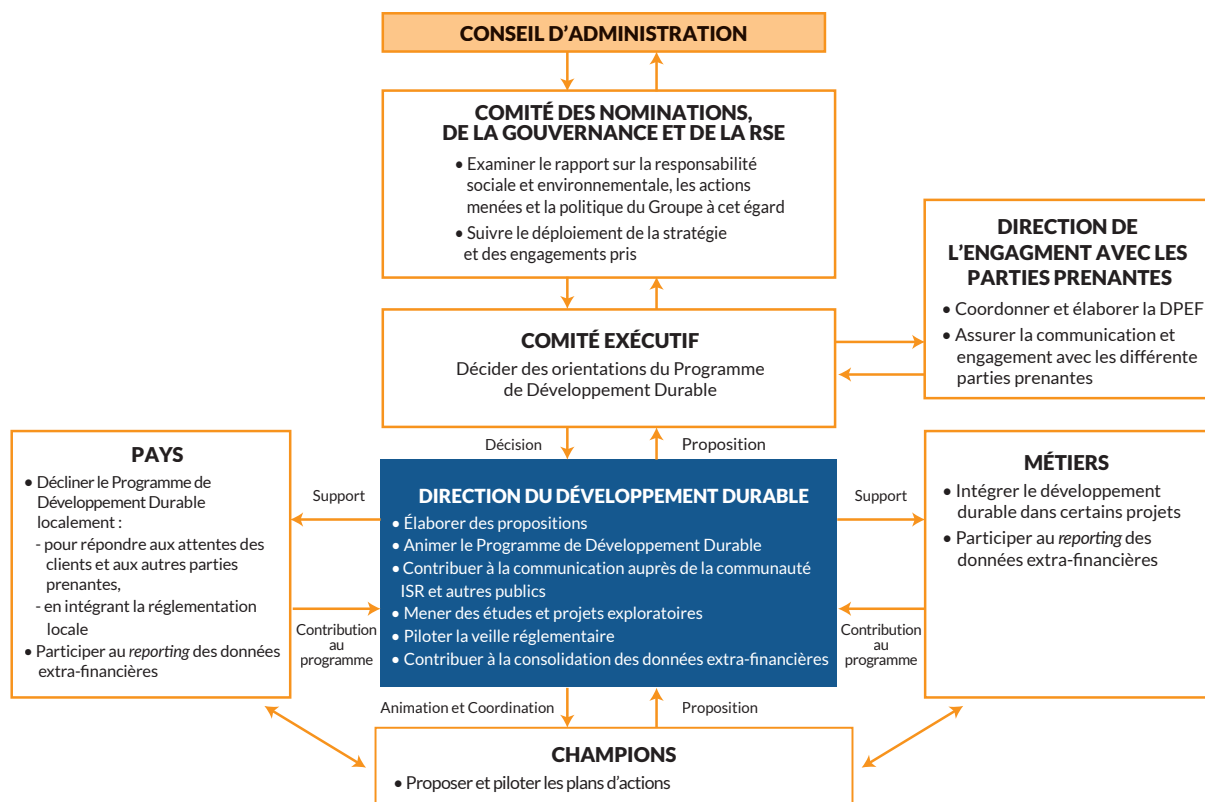 CONSEIL D’ADMINISTRATION
COMITÉ DES NOMINATIONS,
DE LA GOUVERNANCE ET DE LA RSE
• Examiner le rapport sur la responsabilité
sociale et environnementale, les actions
menées et la politique du Groupe à cet égard
• Suivre le déploiement de la stratégie
et des engagements pris
DIRECTION DE
L’ENGAGMENT AVEC LES
PARTIES PRENANTES
• Coordonner et élaborer la DPEF
• Assurer la communication et
engagement avec les différente
parties prenantes
COMITÉ EXÉCUTIF
Décider des orientations du Programme
de Développement Durable
Décision
Proposition
PAYS
• Décliner le Programme de
Développement Durable
localement :
- pour répondre aux attentes des
clients et aux autres parties
prenantes,
- en intégrant la réglementation
locale
• Participer au reporting des données
extra-financières
Support
Contribution
au
programme
DIRECTION DU DÉVELOPPEMENT DURABLE
• Élaborer des propositions
• Animer le Programme de Développement Durable
• Contribuer à la communication auprès de la communauté
ISR et autres publics
• Mener des études et projets exploratoires
• Piloter la veille réglementaire
• Contribuer à la consolidation des données extra-financières
Support
Contribution
au
programme
MÉTIERS
• Intégrer le développement
durable dans certains projets
• Participer au reporting des
données extra-financières
Animation et Coordination
Proposition
CHAMPIONS
• Proposer et piloter les plans d’actions